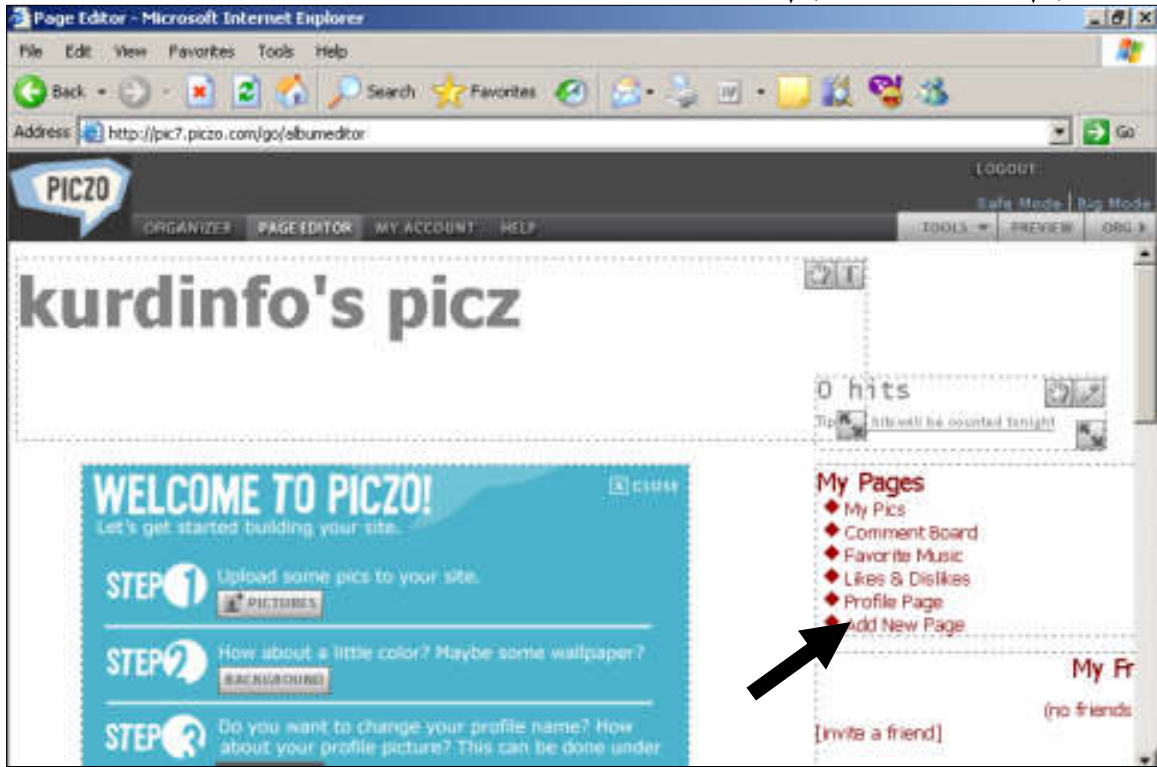 Page Editor - Microsoft Internet Explorer
File Edit View Favorites Tools Help
Back Search Favorites
Address http://pic7.piczo.com/go/albumeditor Go
PICZO
LOGOUT
Safe Mode | Big Mode
ORGANIZER PAGE EDITOR MY ACCOUNT HELP TOOLS PREVIEW ORG
kurdinfo's picz
T
0 hits
Tip hits will be counted tonight
WELCOME TO PICZO!
X CLOSE
Let's get started building your site.
STEP 1 Upload some pics to your site.
PICTURES
STEP 2 How about a little color? Maybe some wallpaper?
BACKGROUND
STEP 3 Do you want to change your profile name? How
about your profile picture? This can be done under
My Pages
My Pics
Comment Board
Favorite Music
Likes & Dislikes
Profile Page
Add New Page
My Fr
(no friends
[invite a friend]